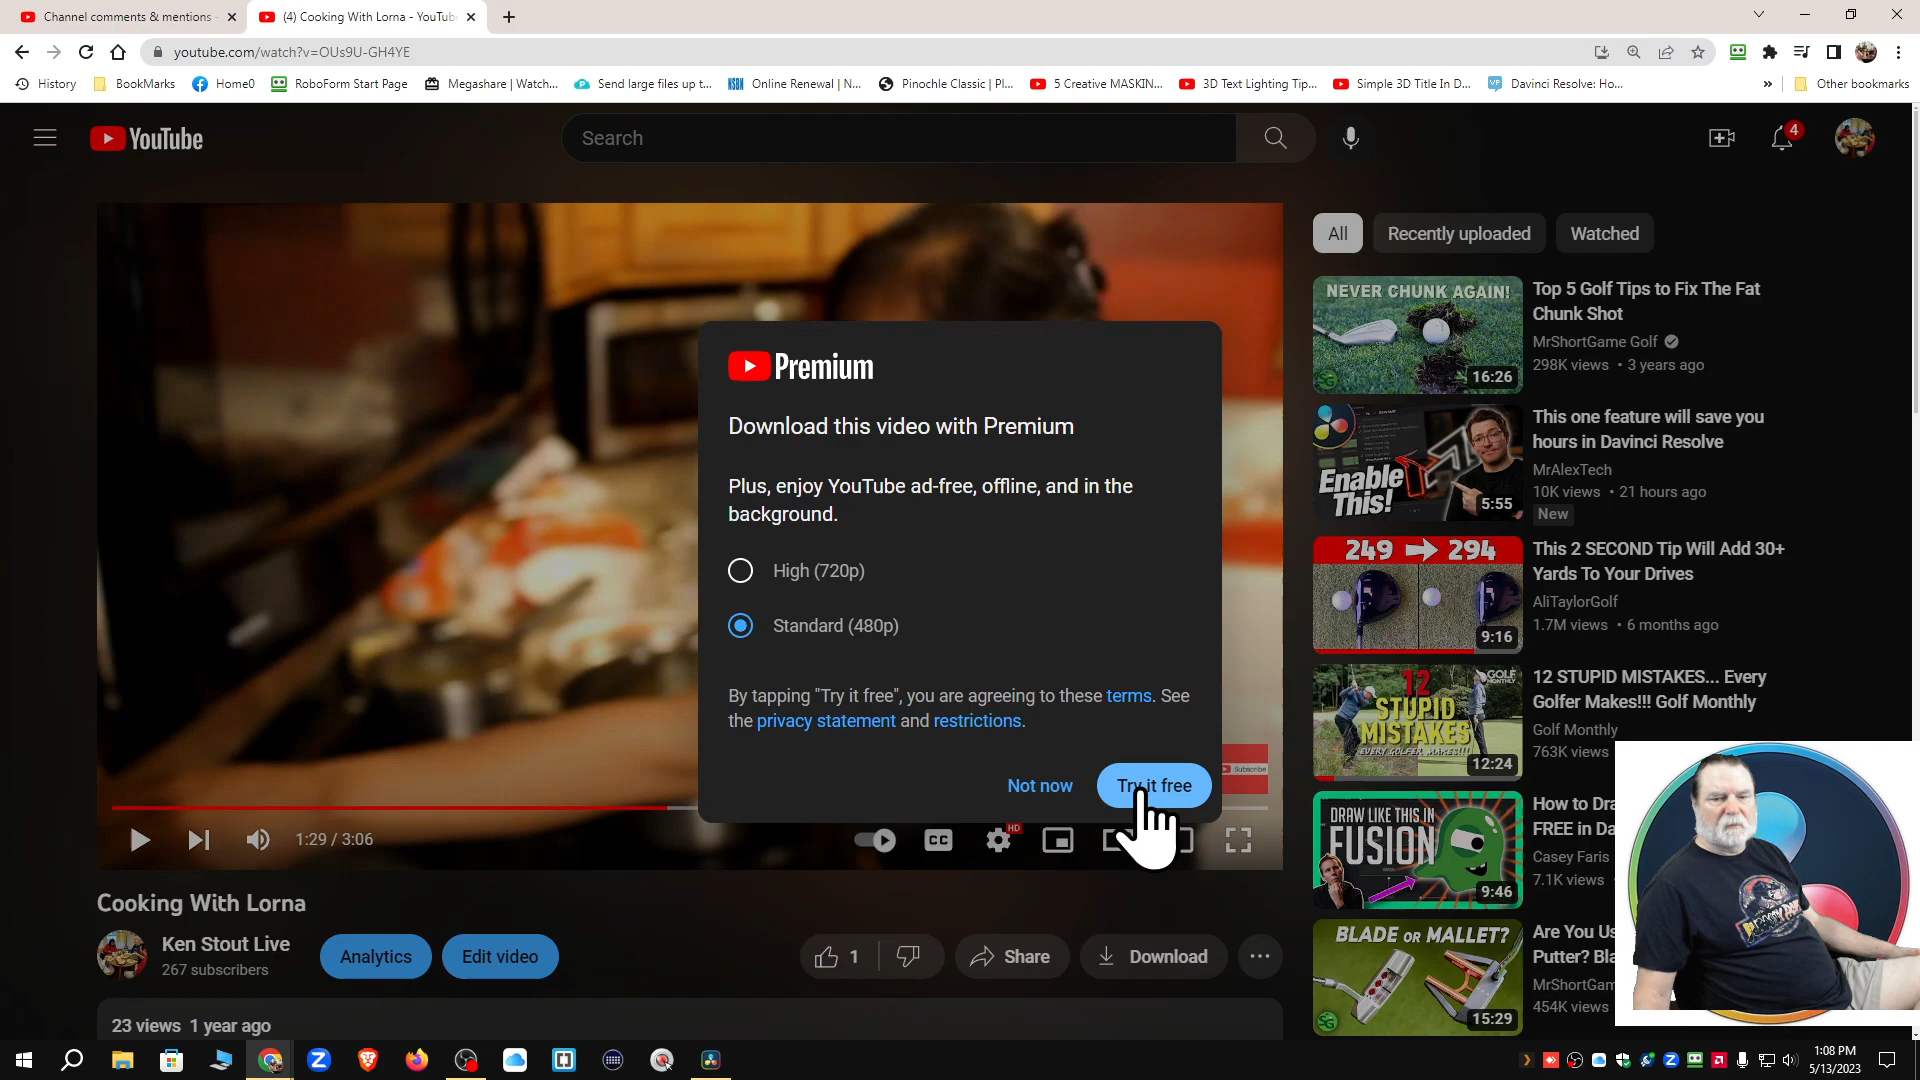 Channel comments & mentions -
(4) Cooking With Lorna - YouTube
youtube.com/watch?v=OUs9U-GH4YE
History
BookMarks
Home0
RoboForm Start Page
Megashare | Watch...
Send large files up t...
NSBN
Online Renewal | N...
Pinochle Classic | Pl...
5 Creative MASKIN...
3D Text Lighting Tip...
Simple 3D Title In D...
VP
Davinci Resolve: Ho...
»
Other bookmarks
YouTube
Search
4
Premium
Download this video with Premium
Plus, enjoy YouTube ad-free, offline, and in the
background.
High (720p)
Standard (480p)
By tapping "Try it free", you are agreeing to these terms. See
the privacy statement and restrictions.
Not now
Try it free
Subscribe
1:29 / 3:06
CC
HD
Cooking With Lorna
Ken Stout Live
267 subscribers
Analytics
Edit video
1
Share
Download
23 views 1 year ago
All
Recently uploaded
Watched
NEVER CHUNK AGAIN!
16:26
Top 5 Golf Tips to Fix The Fat
Chunk Shot
MrShortGame Golf
298K views • 3 years ago
Enable
This!
5:55
This one feature will save you
hours in Davinci Resolve
MrAlexTech
10K views • 21 hours ago
New
249 294
9:16
This 2 SECOND Tip Will Add 30+
Yards To Your Drives
AliTaylorGolf
1.7M views • 6 months ago
GOLF
MONTHLY
12
STUPID
MISTAKES
EVERY GOLFER MAKES!!!
12:24
12 STUPID MISTAKES... Every
Golfer Makes!!! Golf Monthly
Golf Monthly
763K views
DRAW LIKE THIS IN
FUSION
9:46
How to Dra
FREE in Da
Casey Faris
7.1K views
BLADE OR MALLET?
15:29
Are You Us
Putter? Bla
MrShortGam
454K views
1:08 PM
5/13/2023